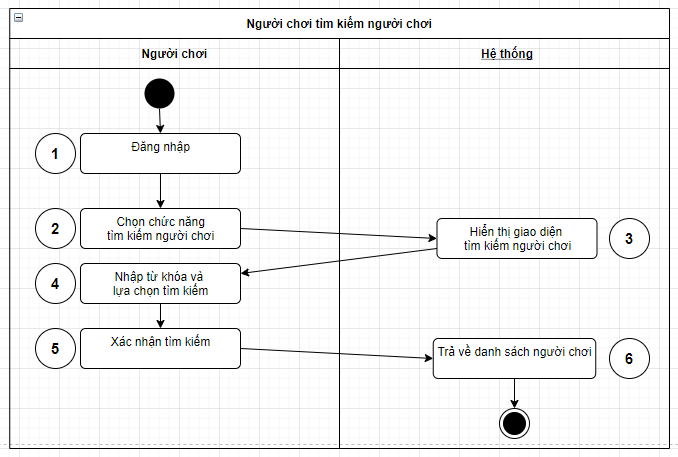 Người chơi tìm kiếm người chơi
Người chơi
Hệ thống
1
Đăng nhập
2
Chọn chức năng
tìm kiếm người chơi
Hiển thị giao diện
tìm kiếm người chơi
3
4
Nhập từ khóa và
lựa chọn tìm kiếm
5
Xác nhận tìm kiếm
Trả về danh sách người chơi
6